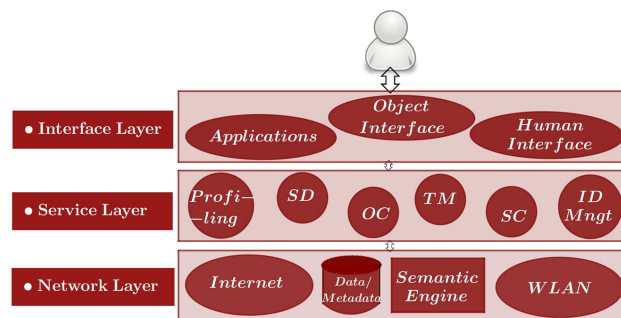 Object
Interface
• Interface Layer
Applications
Human
Interface
Profi-
-ling
SD
OC
TM
SC
ID
Mngt
• Service Layer
Internet
Data/
Metadata
Semantic
Engine
WLAN
• Network Layer